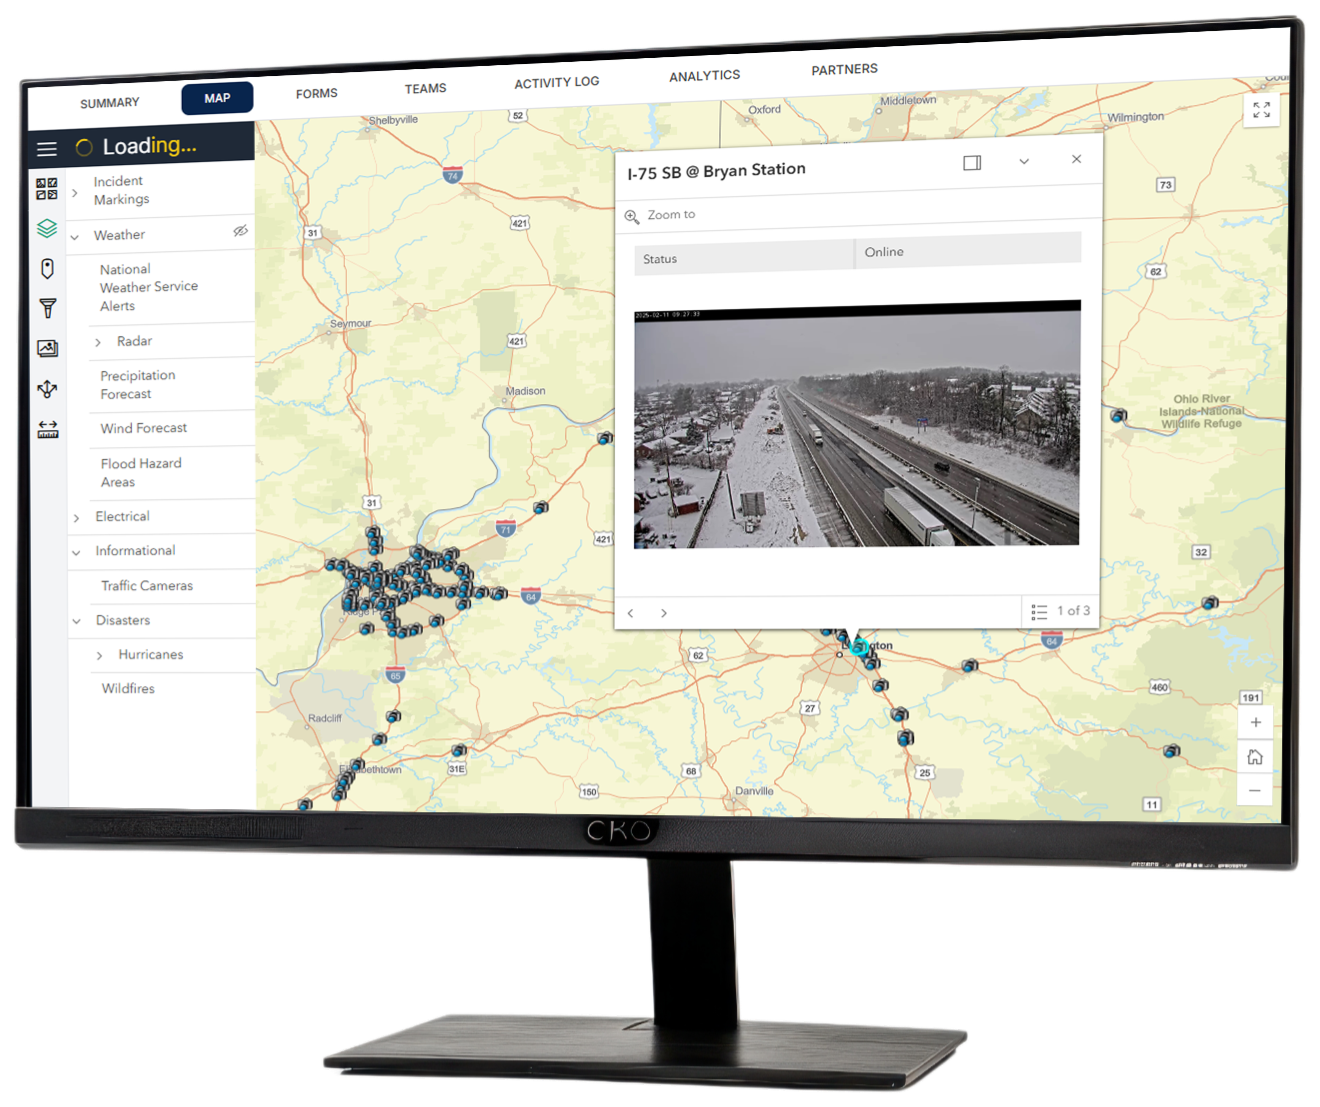 SUMMARY
MAP
FORMS
TEAMS
ACTIVITY LOG
ANALYTICS
PARTNERS
Loading...
Incident
Markings
Weather
National
Weather Service
Alerts
Radar
Precipitation
Forecast
Wind Forecast
Flood Hazard
Areas
Electrical
Informational
Traffic Cameras
Disasters
Hurricanes
Wildfires
Shelbyville
52
Oxford
Middletown
Wilmington
74
73
31
421
62
Seymour
421
Madison
Ohio River
Islands National
Wildlife Refuge
I-75 SB @ Bryan Station
Zoom to
Status
Online
2025-02-11 09:27:33
1 of 3
31
71
421
32
64
62
64
65
460
191
27
Radcliff
31E
68
25
150
Danville
11
CKO